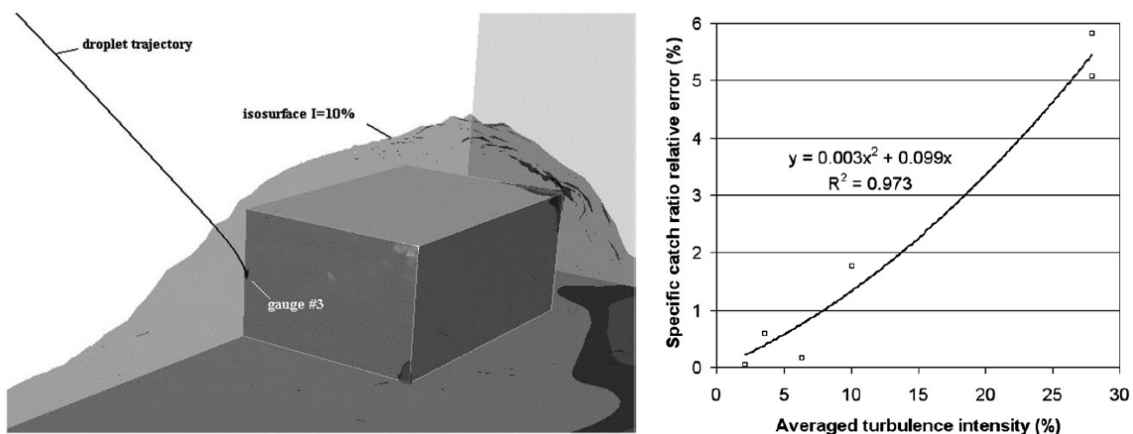 droplet trajectory
isosurface I=10%
gauge #3
Specific catch ratio relative error (%)
6
5
4
3
2
1
0
y = 0.003x² + 0.099x
R² = 0.973
0 5 10 15 20 25 30
Averaged turbulence intensity (%)